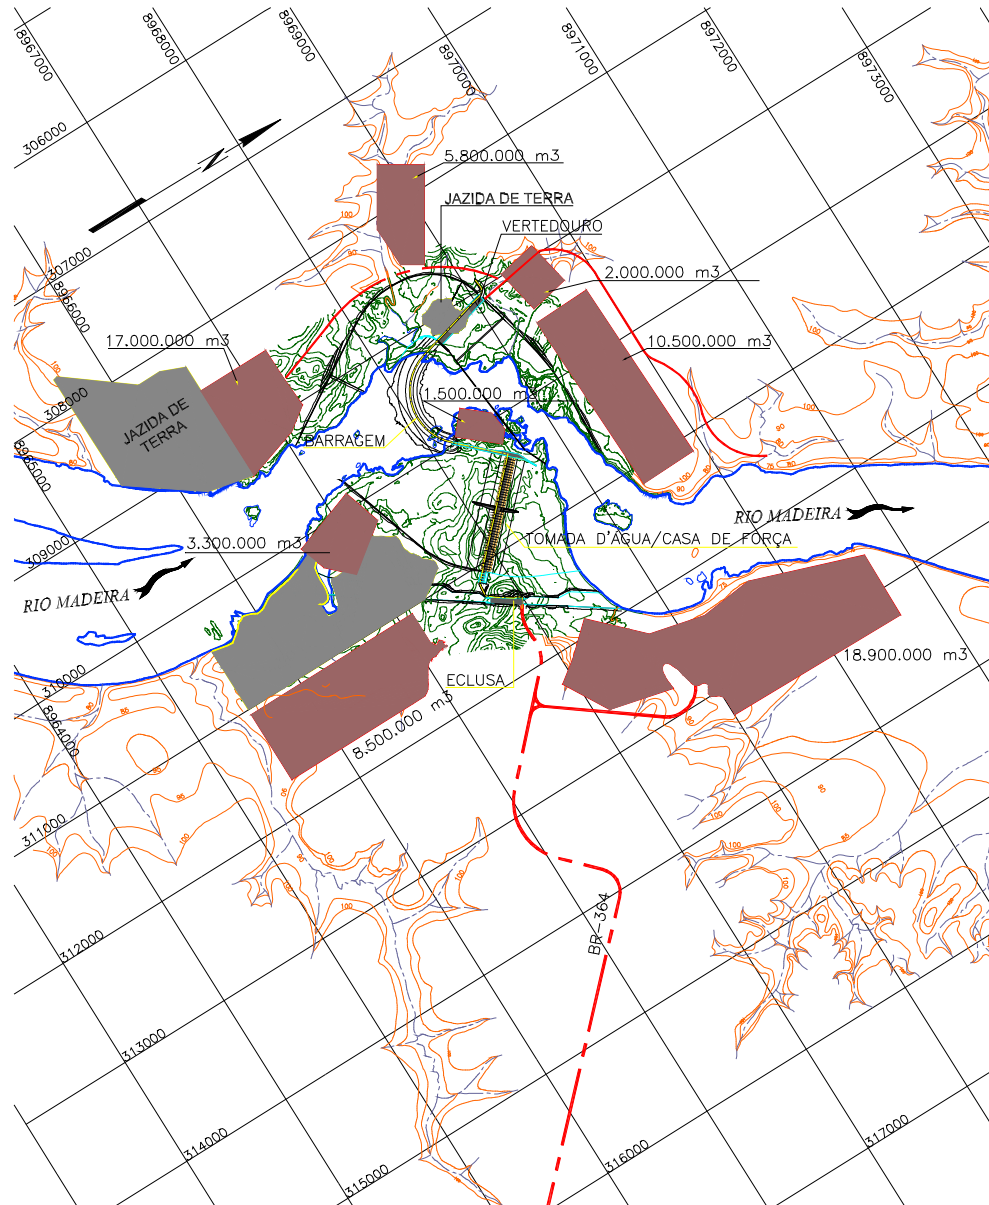 8967000
8968000
8969000
8970000
8971000
8972000
8973000
306000
N
5.800.000 m3
JAZIDA DE TERRA
VERTEDOURO
307000
2.000.000 m3
8966000
17.000.000 m3
10.500.000 m3
308000
1.500.000 m3
JAZIDA DE
TERRA
BARRAGEM
8965000
RIO MADEIRA
309000
3.300.000 m3
TOMADA D'ÁGUA/CASA DE FÔRÇA
RIO MADEIRA
18.900.000 m3
310000
ECLUSA
8964000
8.500.000 m3
311000
BR-364
312000
313000
314000
315000
316000
317000